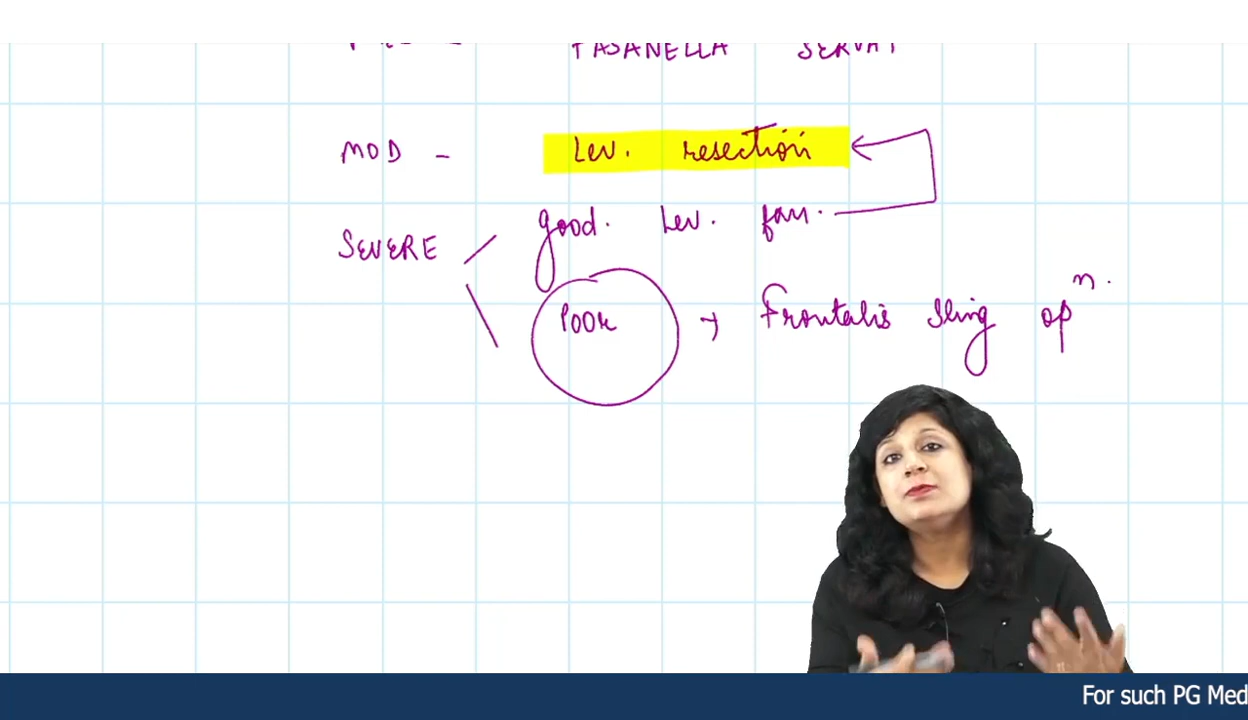 FASANELLA SERVAT
MOD - Lev. resection
good. Lev. fun.
SEVERE
Poor → Frontalis sling opn.
For such PG Med